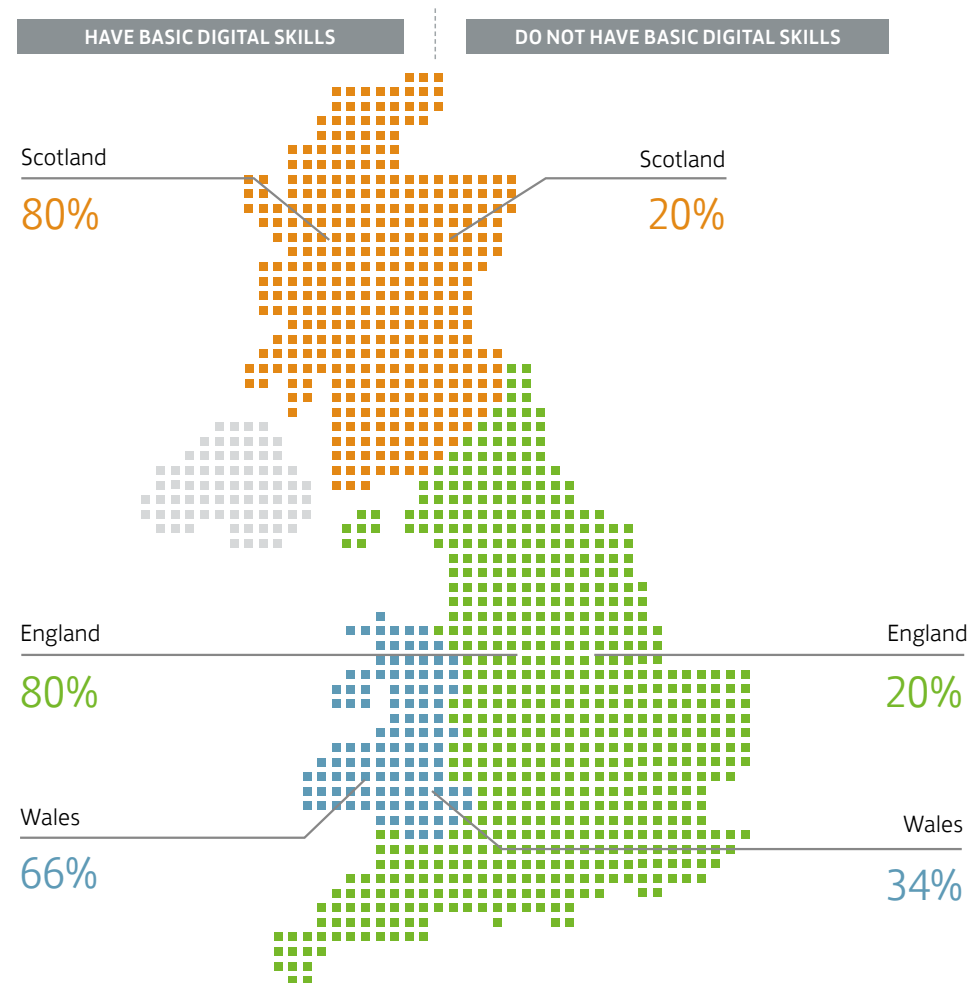 HAVE BASIC DIGITAL SKILLS
DO NOT HAVE BASIC DIGITAL SKILLS
Scotland
80%
Scotland
20%
England
80%
England
20%
Wales
66%
Wales
34%